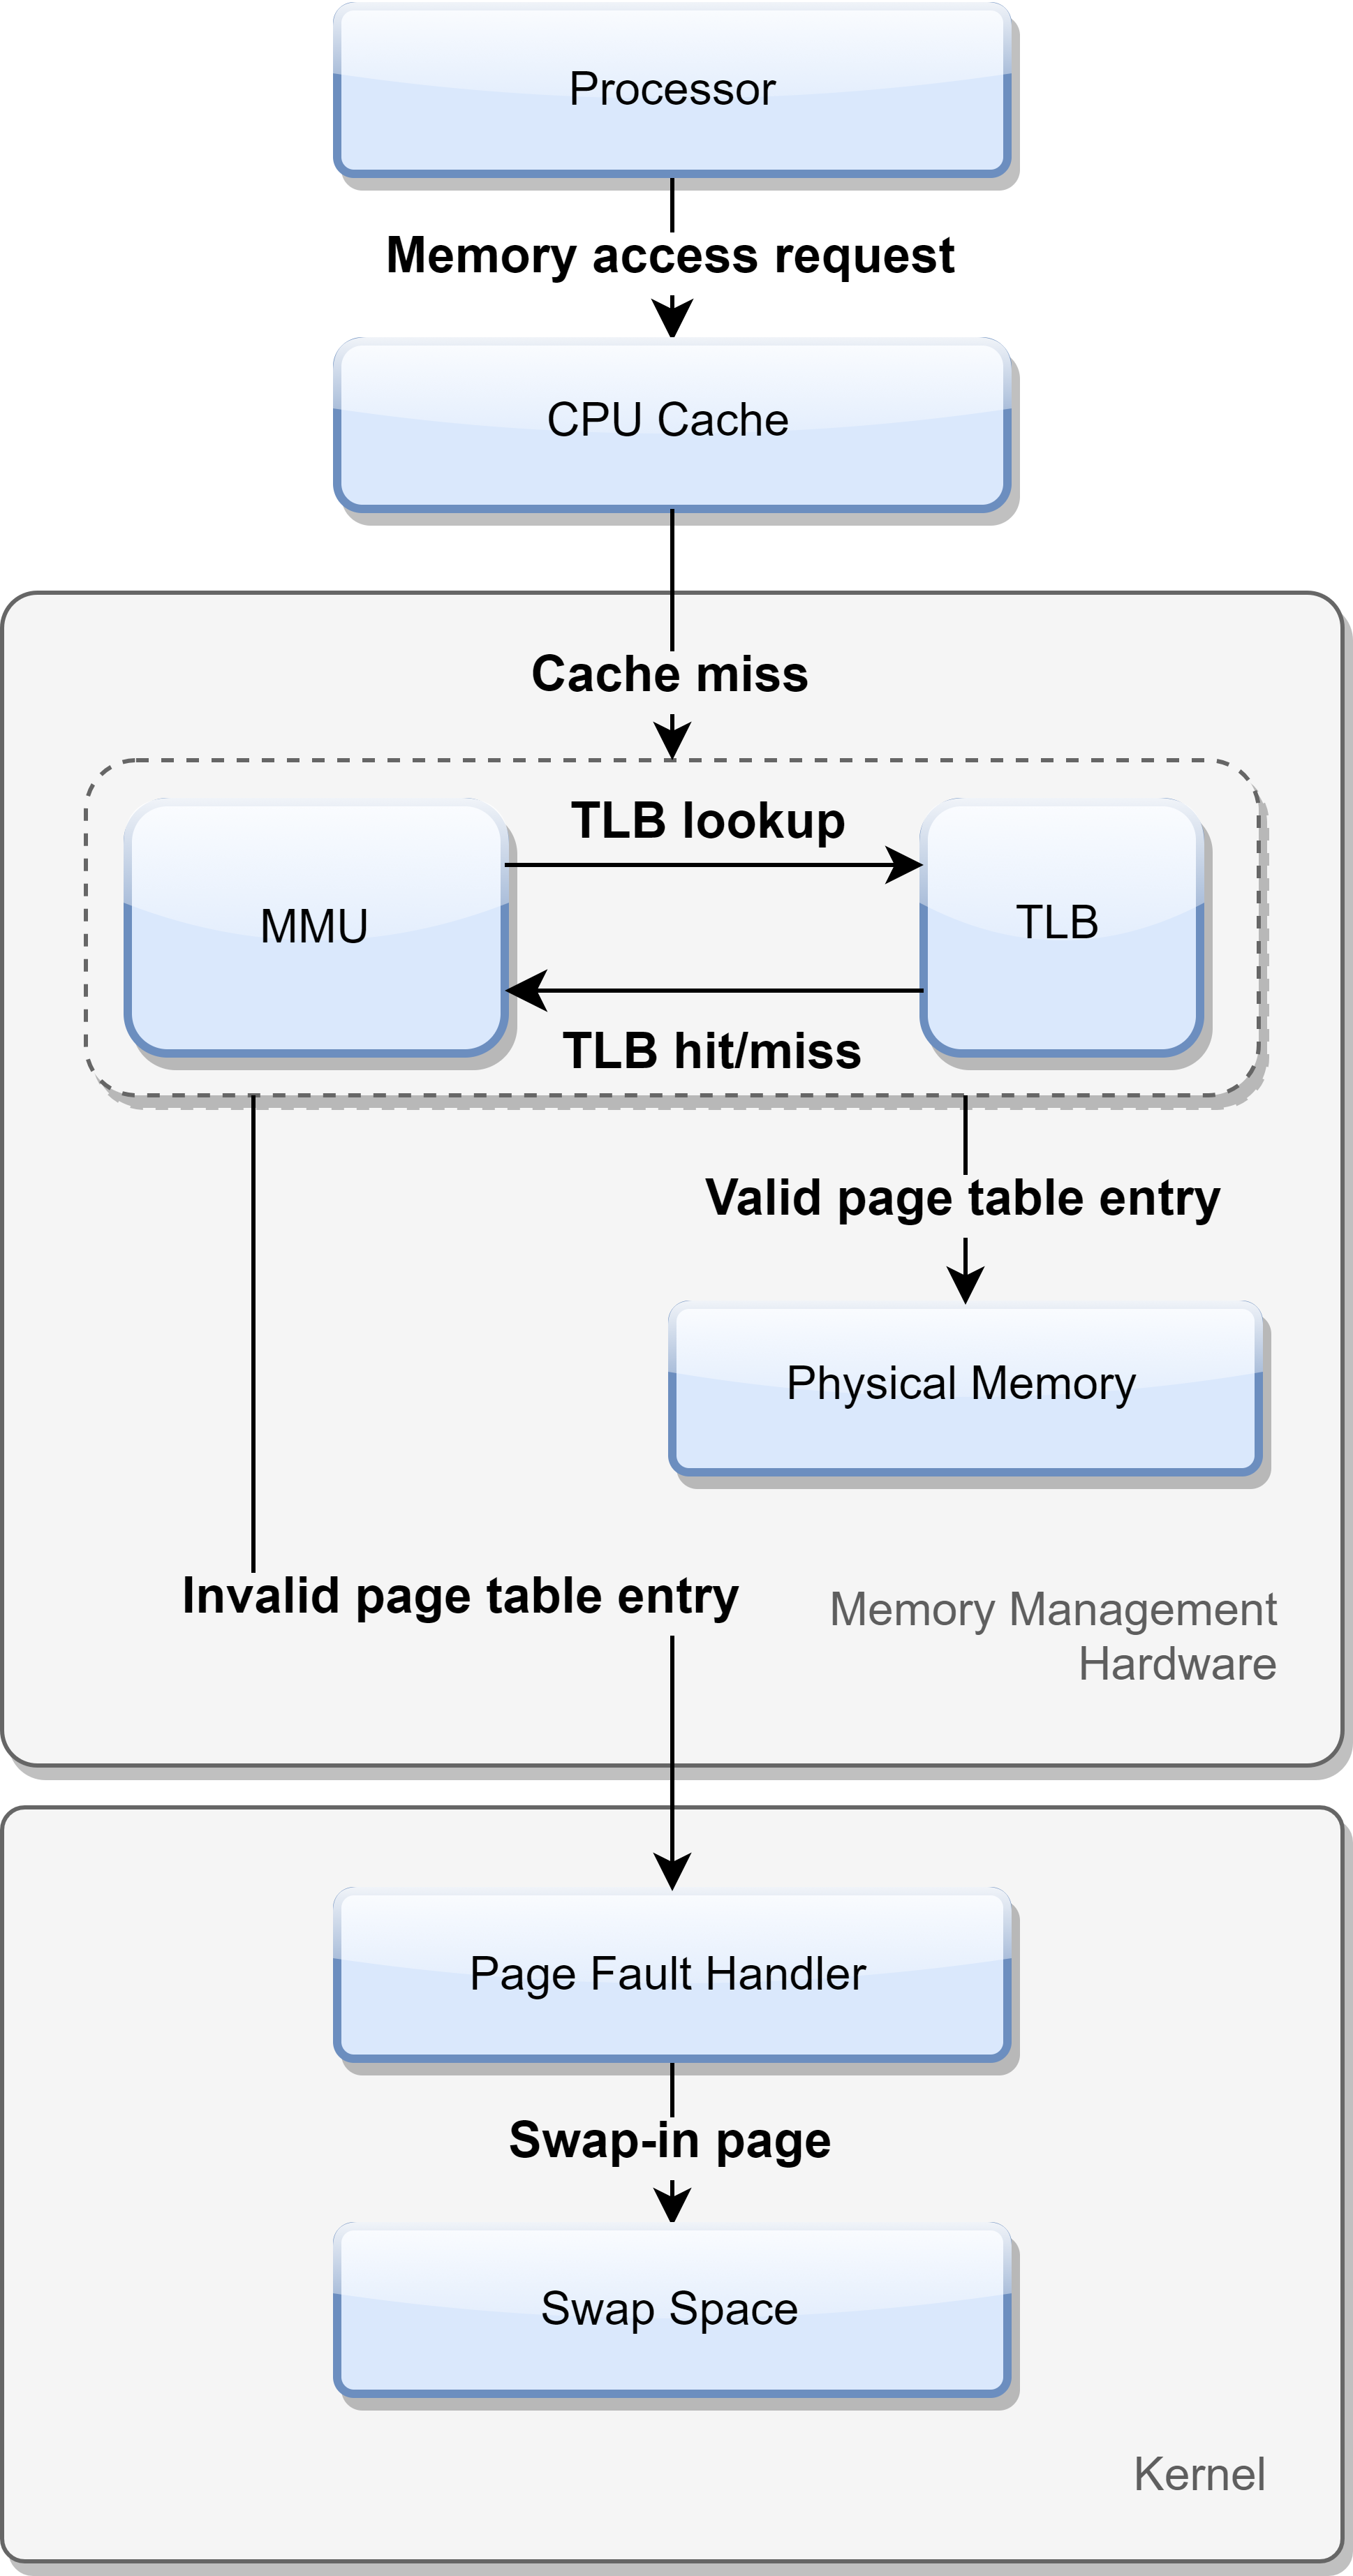 Processor
Memory access request
CPU Cache
Cache miss
TLB lookup
MMU
TLB
TLB hit/miss
Valid page table entry
Physical Memory
Invalid page table entry
Memory Management
Hardware
Page Fault Handler
Swap-in page
Swap Space
Kernel